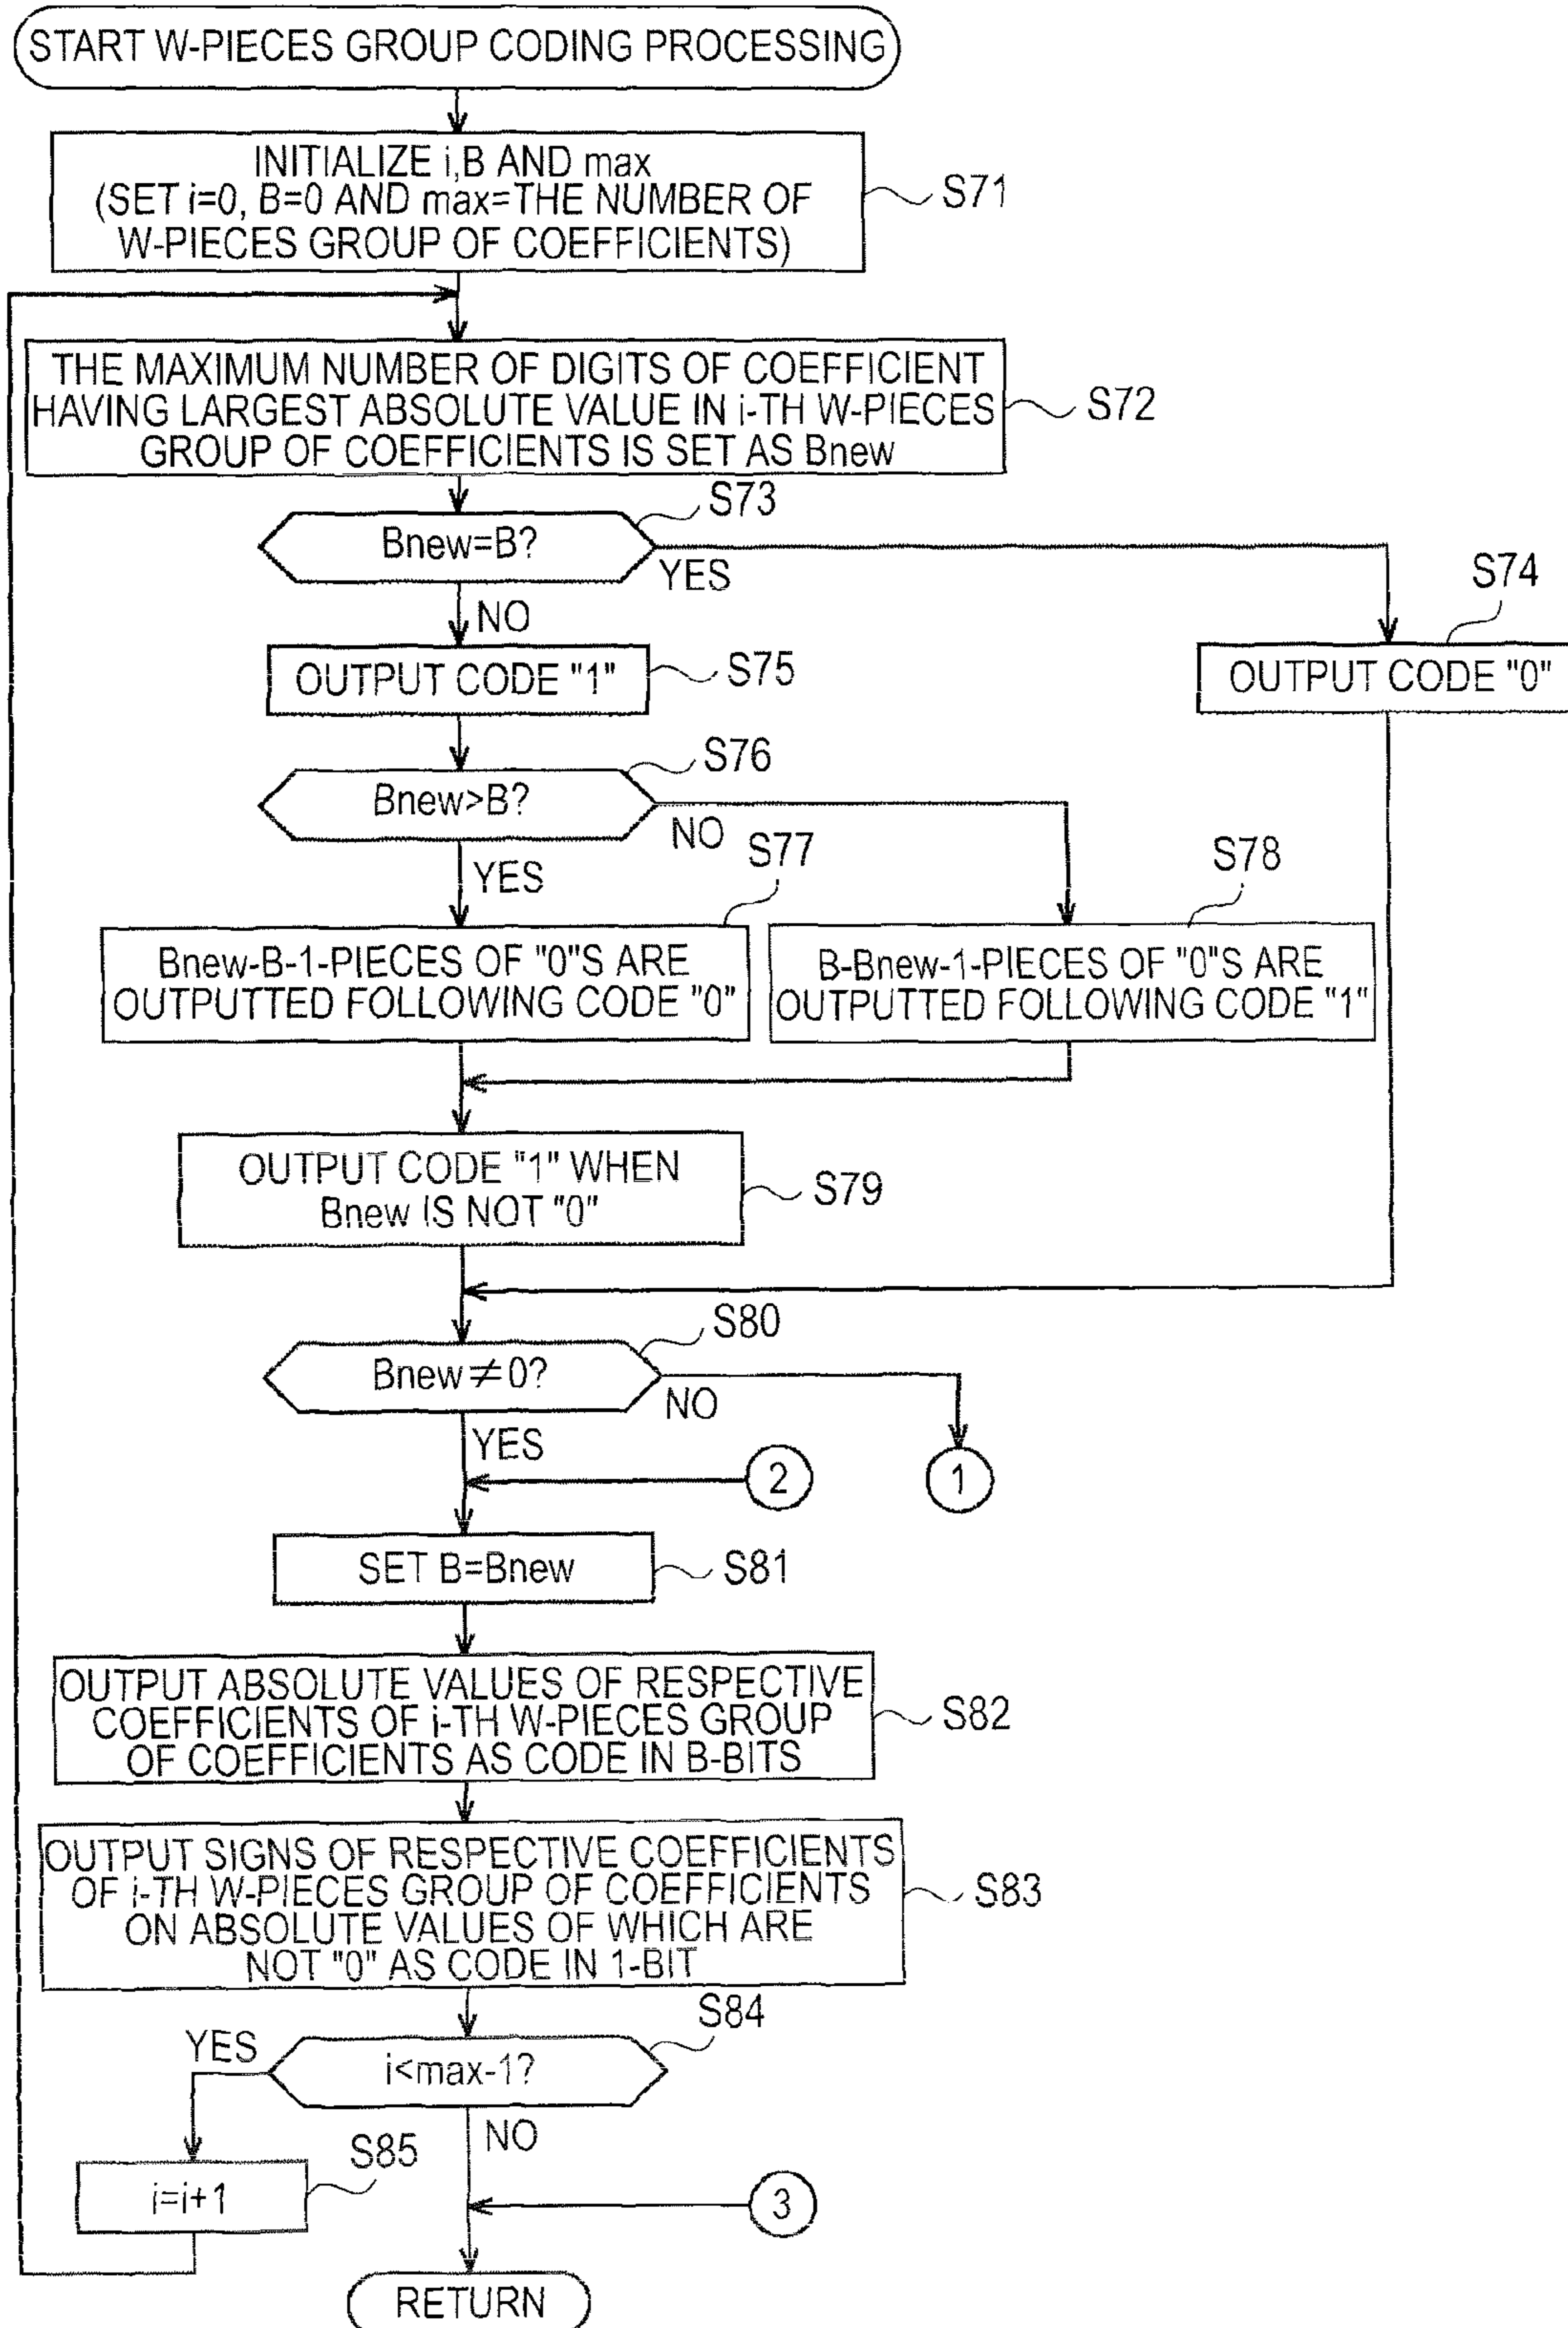 START W-PIECES GROUP CODING PROCESSING
INITIALIZE i,B AND max
(SET i=0, B=0 AND max=THE NUMBER OF
W-PIECES GROUP OF COEFFICIENTS)
S71
THE MAXIMUM NUMBER OF DIGITS OF COEFFICIENT
HAVING LARGEST ABSOLUTE VALUE IN i-TH W-PIECES
GROUP OF COEFFICIENTS IS SET AS Bnew
S72
S73
Bnew=B?
YES
NO
S74
OUTPUT CODE "0"
OUTPUT CODE "1"
S75
S76
Bnew>B?
NO
YES
S77
Bnew-B-1-PIECES OF "0"S ARE
OUTPUTTED FOLLOWING CODE "0"
S78
B-Bnew-1-PIECES OF "0"S ARE
OUTPUTTED FOLLOWING CODE "1"
OUTPUT CODE "1" WHEN
Bnew IS NOT "0"
S79
S80
Bnew≠0?
NO
YES
2
1
SET B=Bnew
S81
OUTPUT ABSOLUTE VALUES OF RESPECTIVE
COEFFICIENTS OF i-TH W-PIECES GROUP
OF COEFFICIENTS AS CODE IN B-BITS
S82
OUTPUT SIGNS OF RESPECTIVE COEFFICIENTS
OF i-TH W-PIECES GROUP OF COEFFICIENTS
ON ABSOLUTE VALUES OF WHICH ARE
NOT "0" AS CODE IN 1-BIT
S83
S84
YES
i<max-1?
NO
S85
i=i+1
3
RETURN